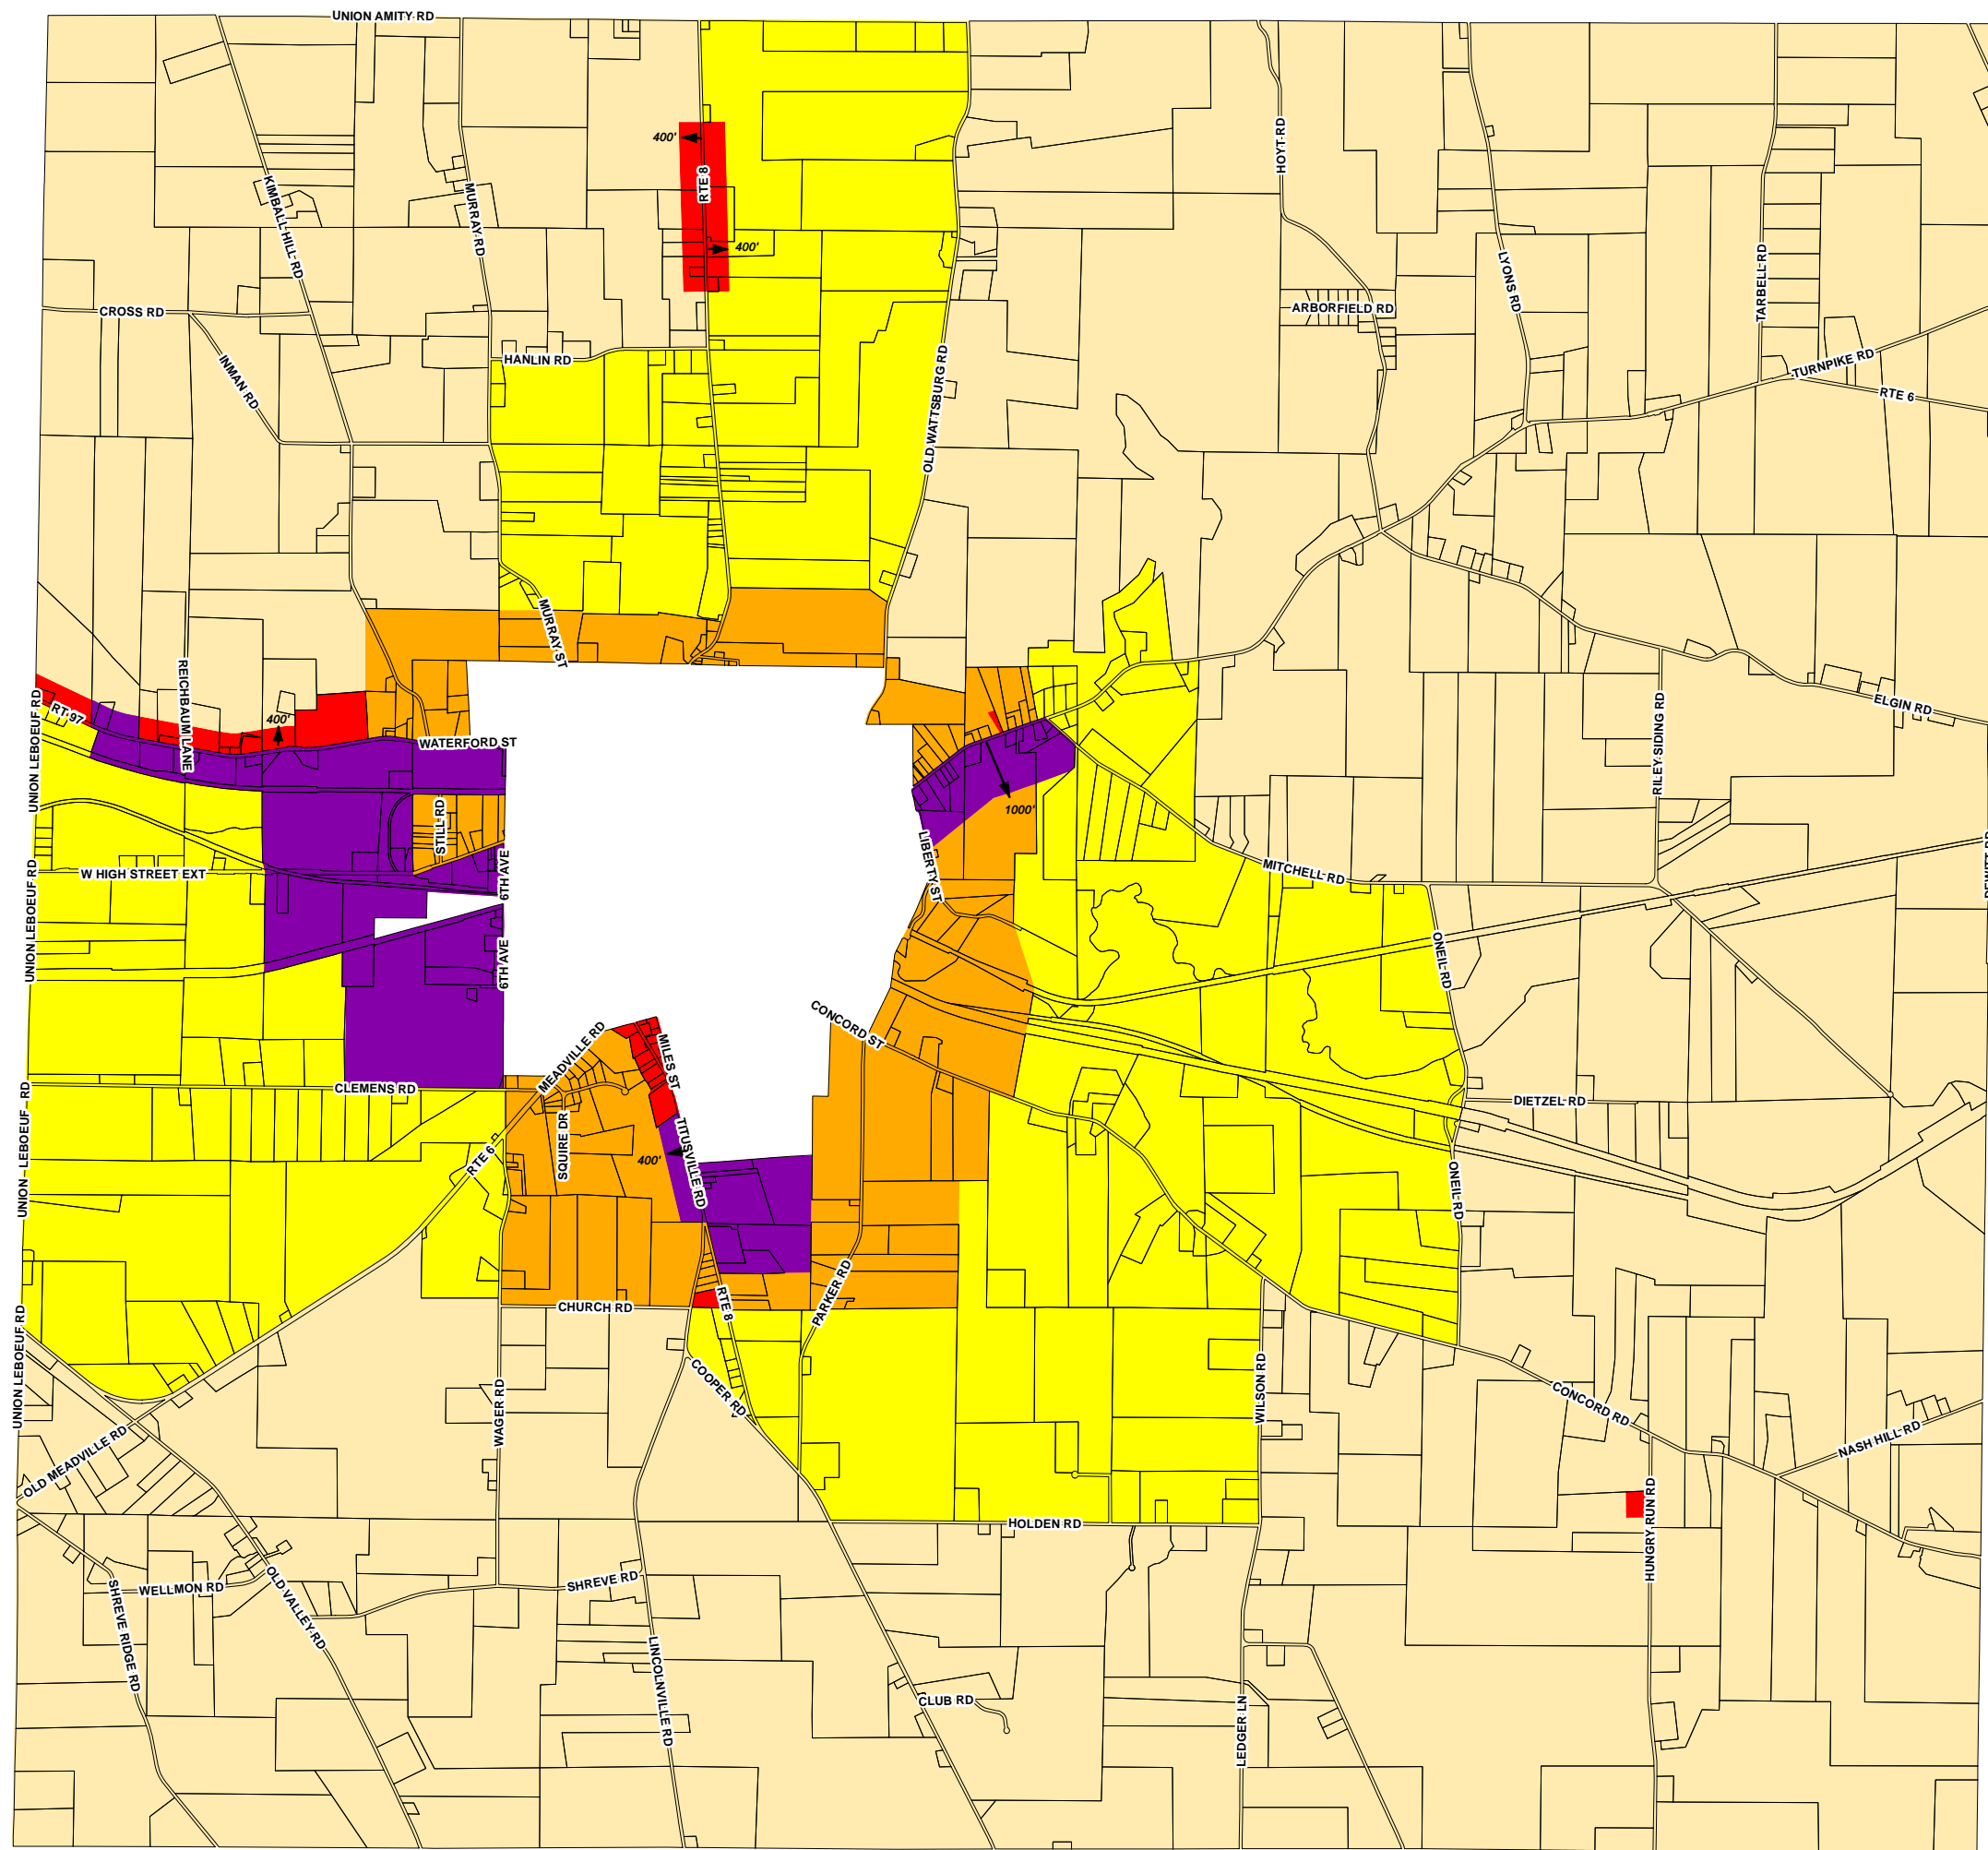 UNION AMITY RD
400'
RTE 8
400'
KIMBALL HILL RD
MURRAY RD
HOYT RD
LYONS RD
TARBELL RD
CROSS RD
ARBORFIELD RD
INMAN RD
HANLIN RD
OLD WATTSBURG RD
TURNPIKE RD
RTE 6
MURRAY ST
REICHBAUM LANE
RT 97
400'
UNION LEBOEUF RD
WATERFORD ST
ELGIN RD
RILEY SIDING RD
1000'
STILL RD
LIBERTY ST
W HIGH STREET EXT
6TH AVE
MITCHELL RD
UNION LEBOEUF RD
6TH AVE
ONEIL RD
CONCORD ST
MEADVILLE RD
MILES ST
CLEMENS RD
DIETZEL RD
UNION LEBOEUF RD
SQUIRE DR
TITUSVILLE RD
400'
RTE 6
ONEIL RD
CHURCH RD
RTE 8
PARKER RD
UNION LEBOEUF RD
COOPER RD
WAGER RD
WILSON RD
CONCORD RD
NASH HILL RD
OLD MEADVILLE RD
HUNGRY RUN RD
HOLDEN RD
SHREVE RIDGE RD
WELLMON RD
OLD VALLEY RD
SHREVE RD
LINCOLNVILLE RD
CLUB RD
LEDGER LN